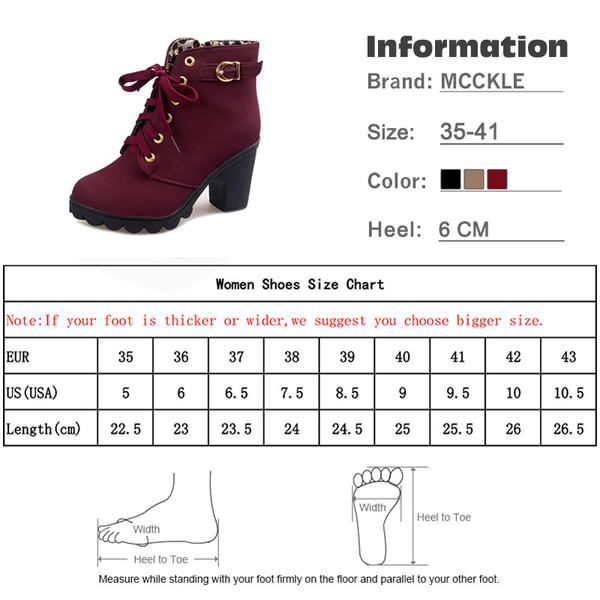 Information
Brand: MCCKLE
Size: 35-41
Color:
Heel: 6 CM
Women Shoes Size Chart
Note:If your foot is thicker or wider,we suggest you choose bigger size.
EUR 35 36 37 38 39 40 41 42 43
US(USA) 5 6 6.5 7.5 8.5 9 9.5 10 10.5
Length(cm) 22.5 23 23.5 24 24.5 25 25.5 26 26.5
Width
Heel to Toe
Width
Heel to Toe
Measure while standing with your foot firmly on the floor and parallel to your other foot.